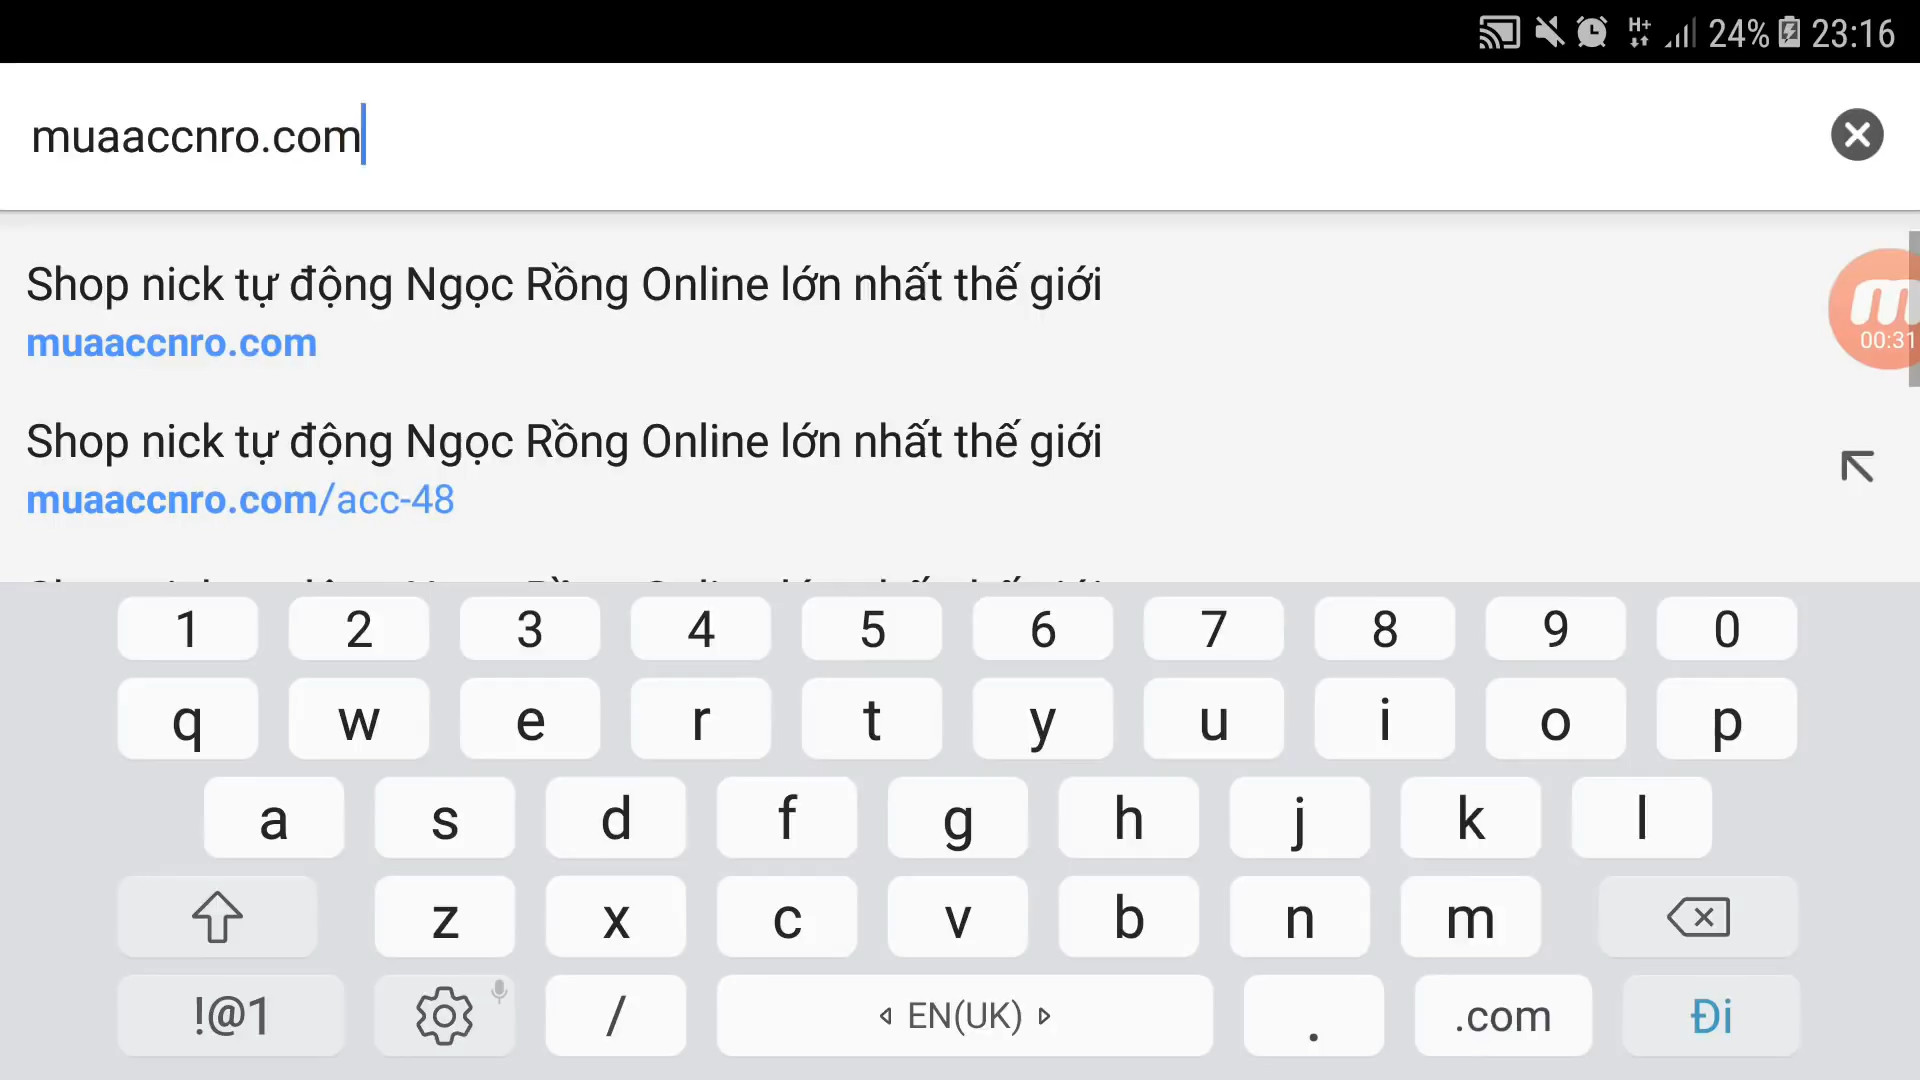 H+ 24% 23:16
muaaccnro.com
Shop nick tự động Ngọc Rồng Online lớn nhất thế giới
muaaccnro.com
00:31
Shop nick tự động Ngọc Rồng Online lớn nhất thế giới
muaaccnro.com/acc-48
1 2 3 4 5 6 7 8 9 0
q w e r t y u i o p
a s d f g h j k l
z x c v b n m
!@1 / EN(UK) . .com Đi